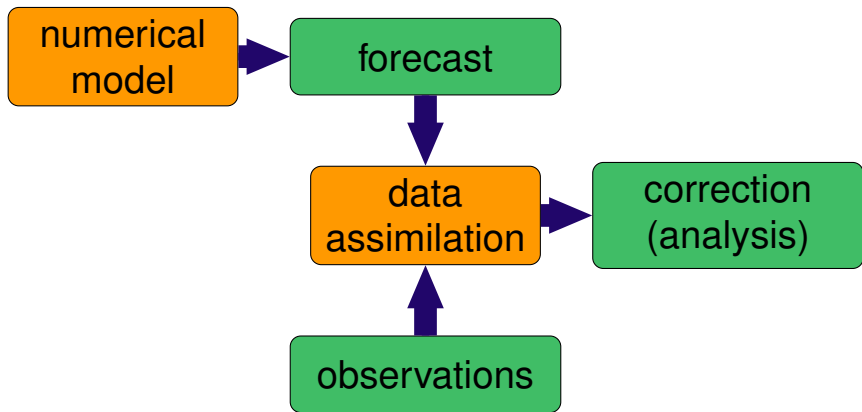 numerical
model
forecast
data
assimilation
correction
(analysis)
observations